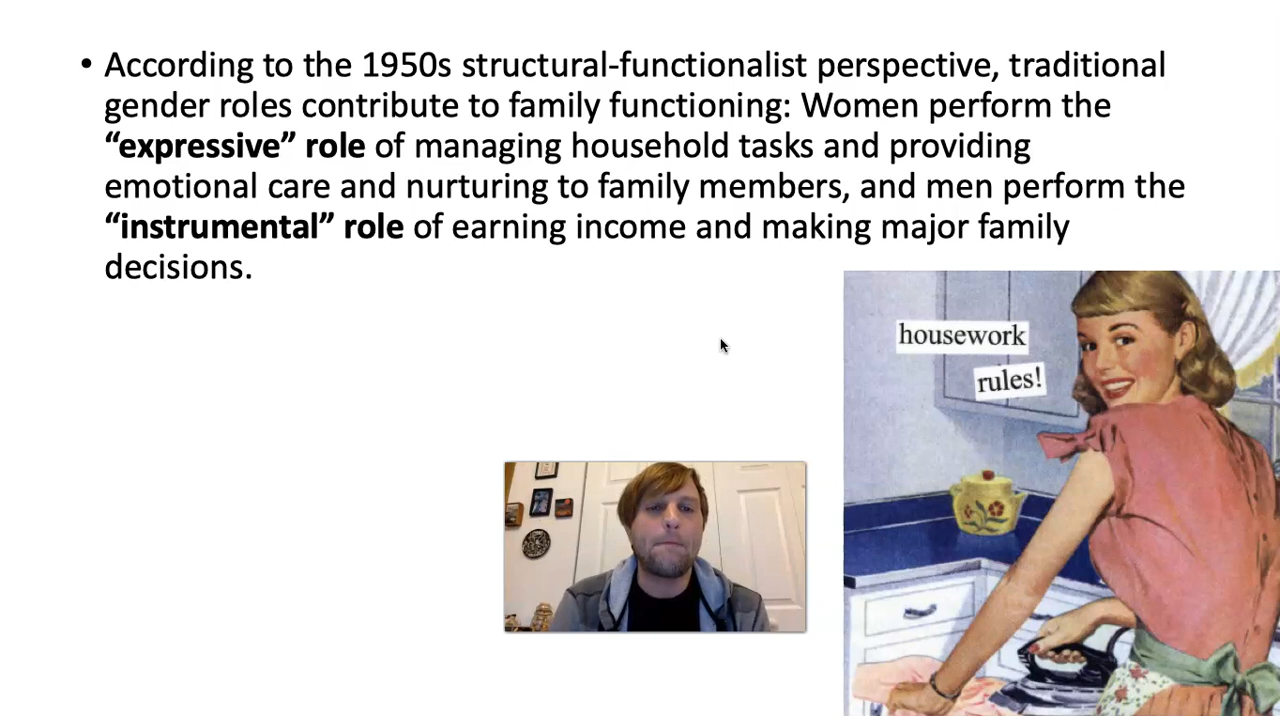 • According to the 1950s structural-functionalist perspective, traditional
gender roles contribute to family functioning: Women perform the
“expressive” role of managing household tasks and providing
emotional care and nurturing to family members, and men perform the
“instrumental” role of earning income and making major family
decisions.
housework
rules!